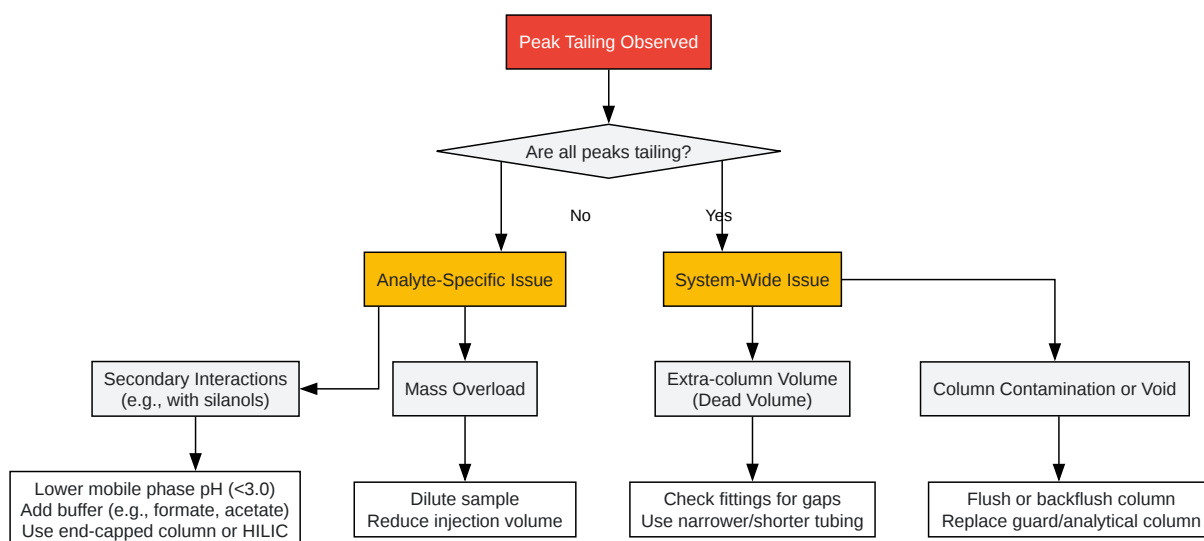 Peak Tailing Observed
Are all peaks tailing?
No
Yes
Analyte-Specific Issue
System-Wide Issue
Secondary Interactions
(e.g., with silanols)
Mass Overload
Extra-column Volume
(Dead Volume)
Column Contamination or Void
Lower mobile phase pH (<3.0)
Add buffer (e.g., formate, acetate)
Use end-capped column or HILIC
Dilute sample
Reduce injection volume
Check fittings for gaps
Use narrower/shorter tubing
Flush or backflush column
Replace guard/analytical column